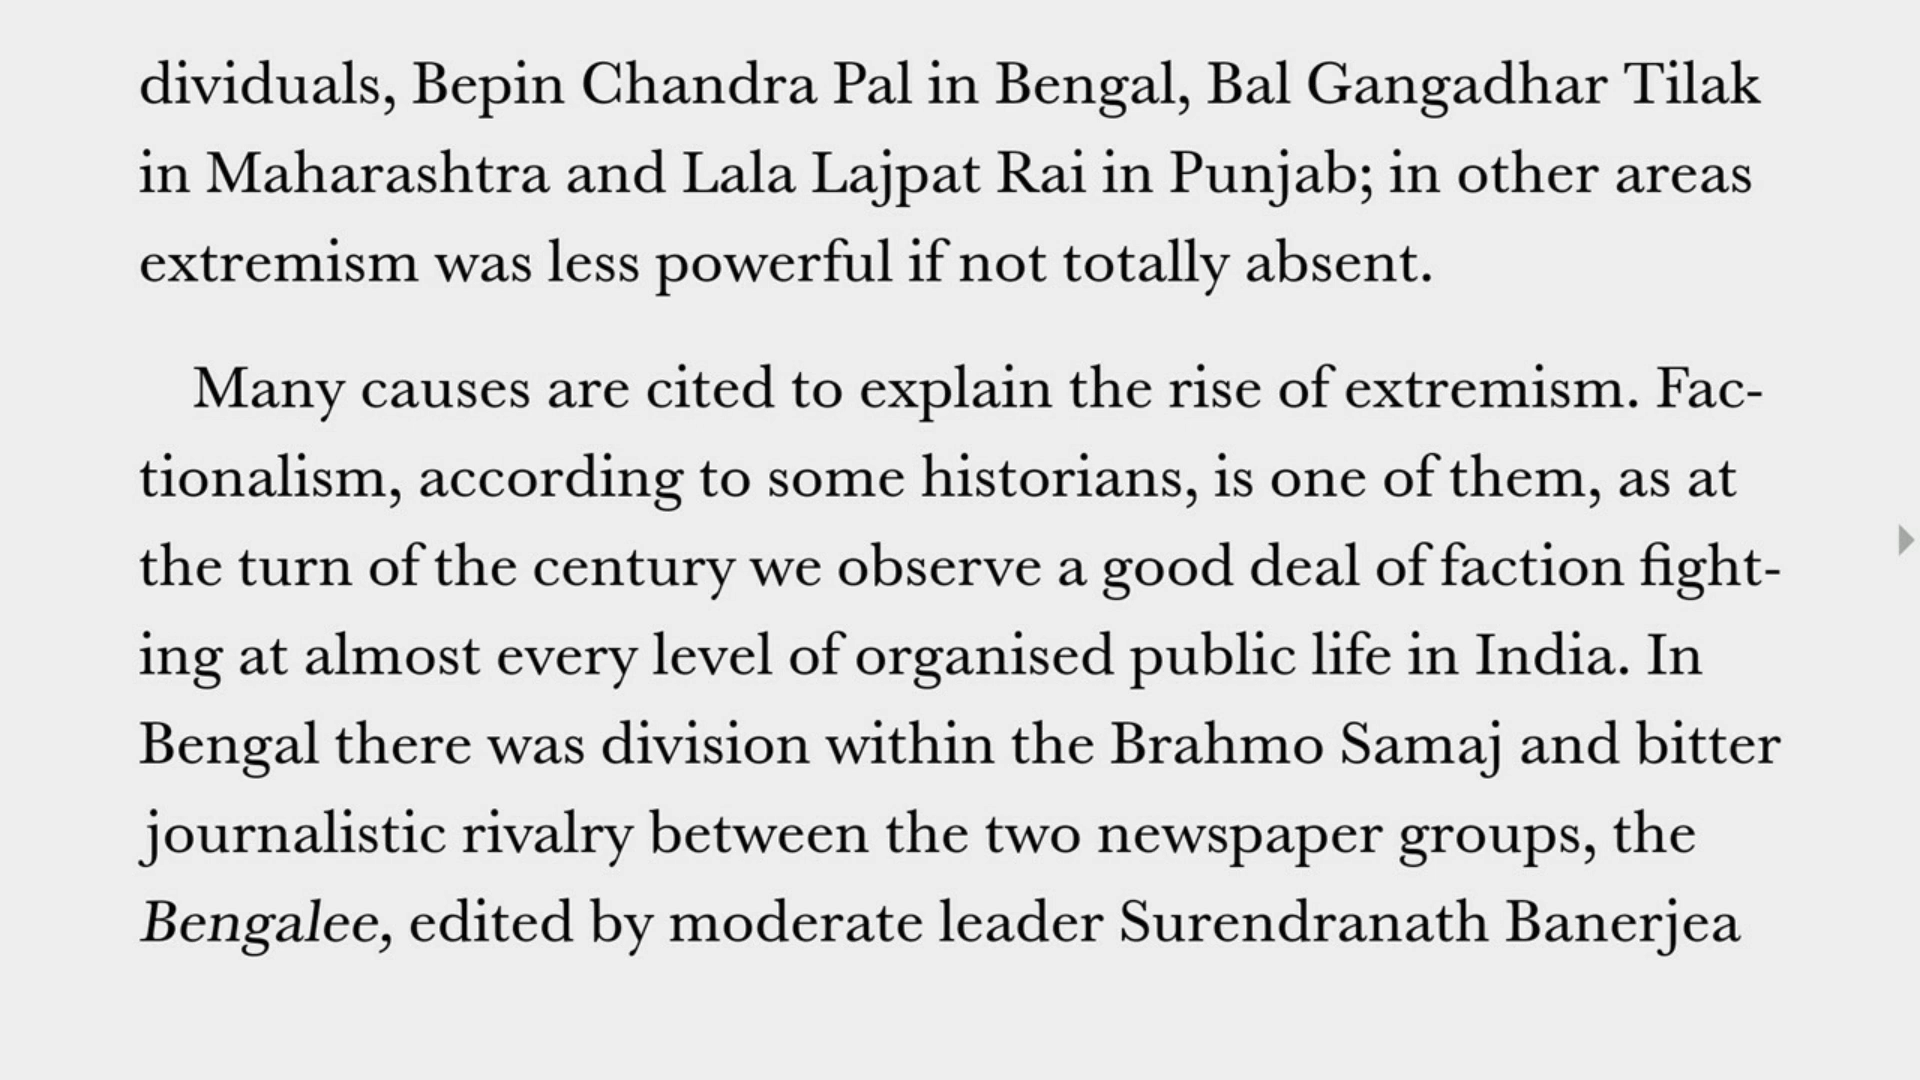 dividuals, Bepin Chandra Pal in Bengal, Bal Gangadhar Tilak
in Maharashtra and Lala Lajpat Rai in Punjab; in other areas
extremism was less powerful if not totally absent.
Many causes are cited to explain the rise of extremism. Fac-
tionalism, according to some historians, is one of them, as at
the turn of the century we observe a good deal of faction fight-
ing at almost every level of organised public life in India. In
Bengal there was division within the Brahmo Samaj and bitter
journalistic rivalry between the two newspaper groups, the
Bengalee, edited by moderate leader Surendranath Banerjea